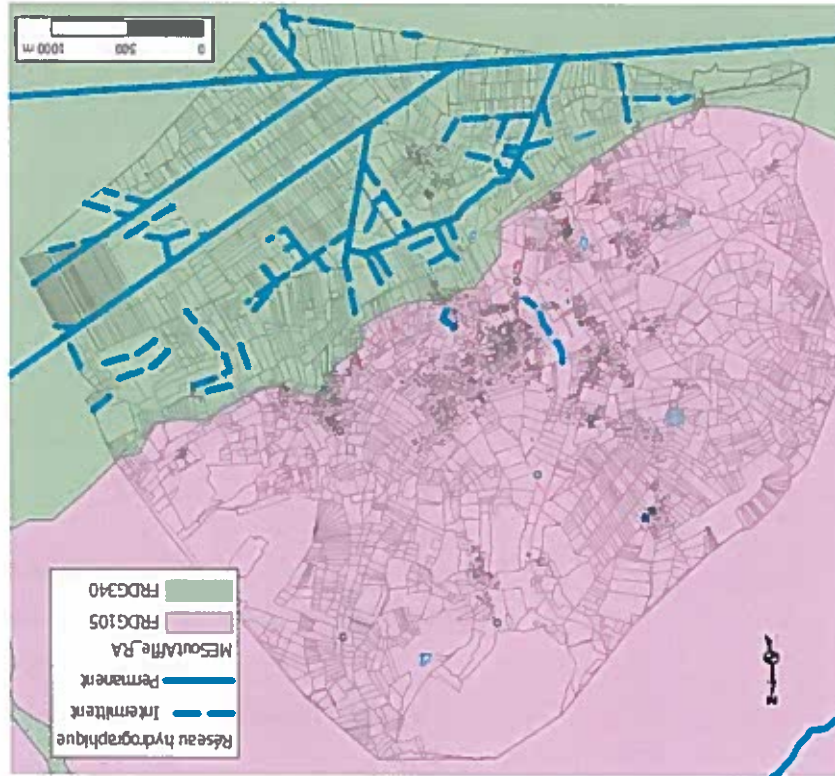 N
Réseau hydrographique
Intermittent
Permanent
MESoutAffle_RA
FRDG105
FRDG340
0 500 1000 m